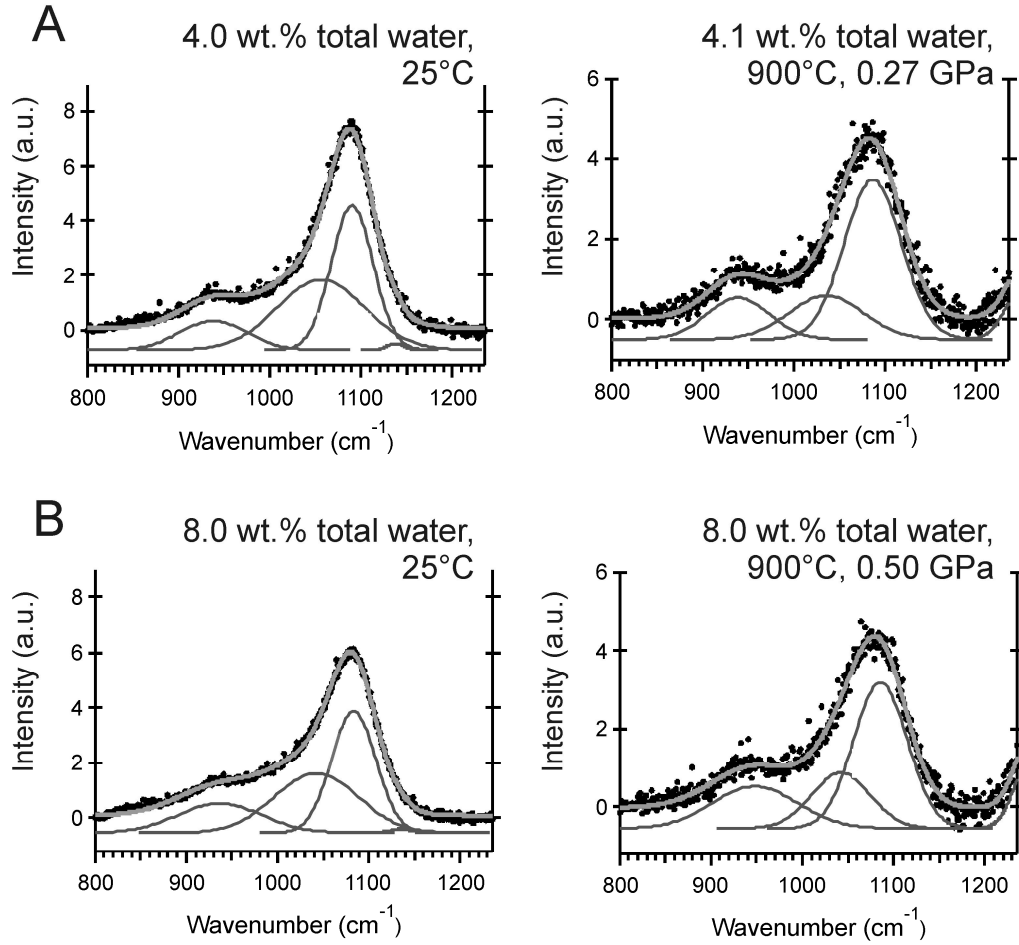 A
4.0 wt.% total water,
25°C
Intensity (a.u.)
8
6
4
2
0
800 900 1000 1100 1200
Wavenumber (cm-1)
4.1 wt.% total water,
900°C, 0.27 GPa
Intensity (a.u.)
6
4
2
0
800 900 1000 1100 1200
Wavenumber (cm-1)
B
8.0 wt.% total water,
25°C
Intensity (a.u.)
8
6
4
2
0
800 900 1000 1100 1200
Wavenumber (cm-1)
8.0 wt.% total water,
900°C, 0.50 GPa
Intensity (a.u.)
6
4
2
0
800 900 1000 1100 1200
Wavenumber (cm-1)